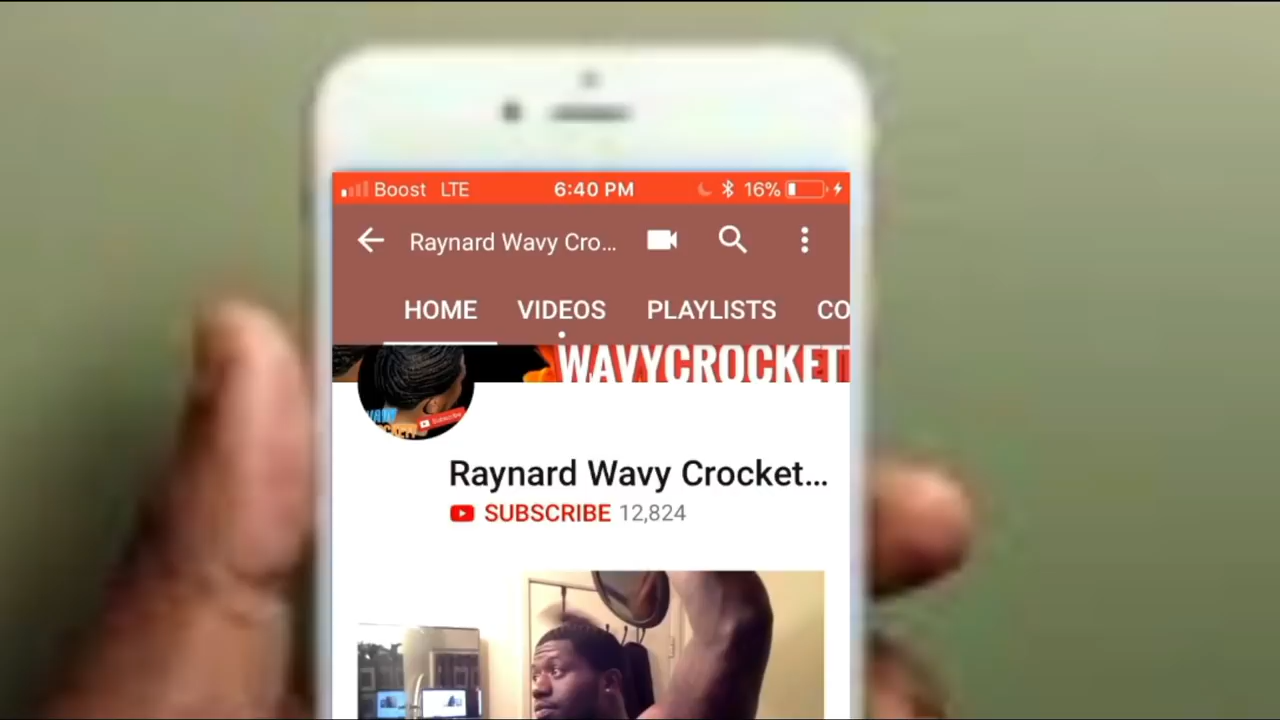 Boost LTE 6:40 PM 16%
Raynard Wavy Cro...
HOME VIDEOS PLAYLISTS CO
WAVYCROCKETT
Raynard Wavy Crocket...
SUBSCRIBE 12,824